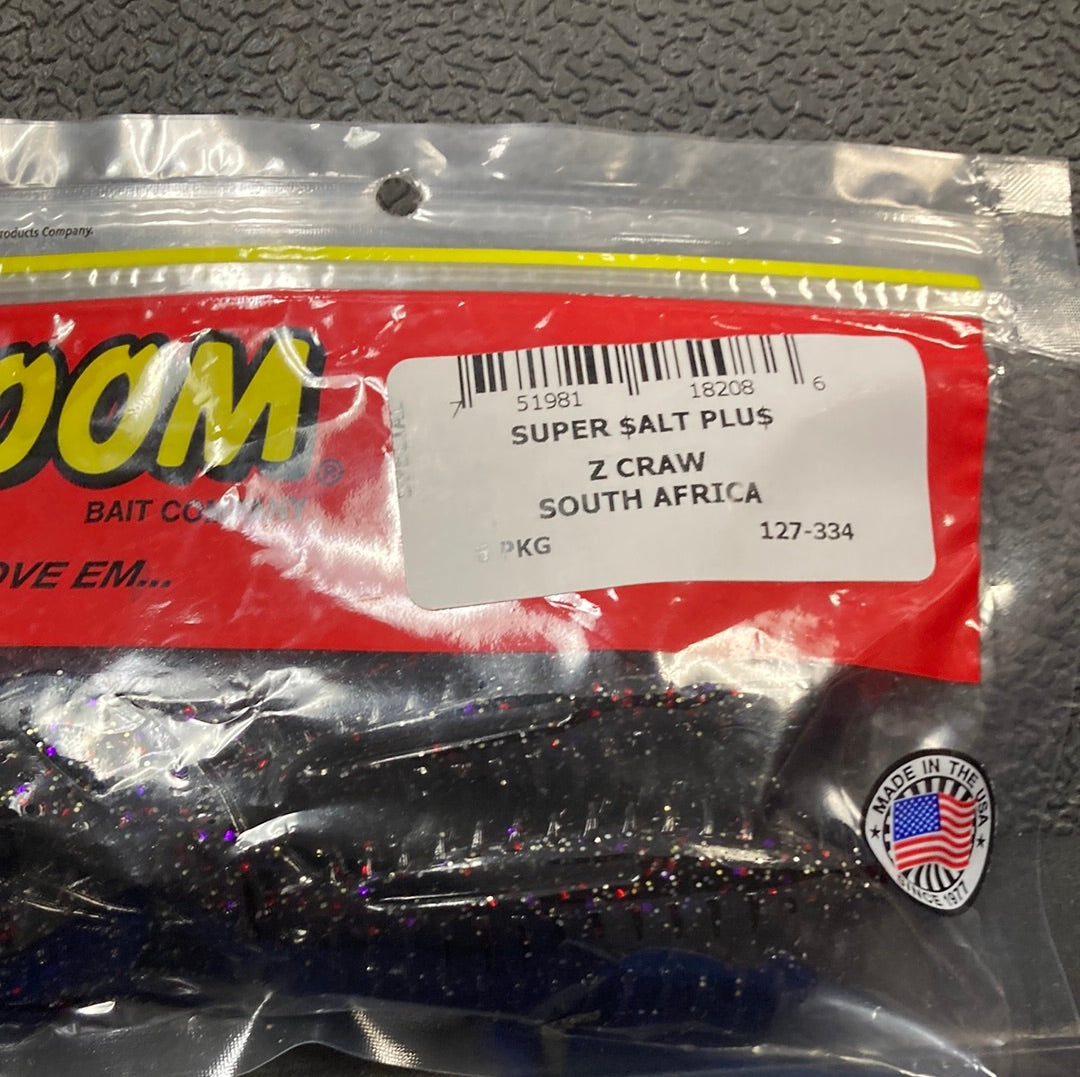 roducts Company.
OOM
®
BAIT COMPANY
OVE EM...
7 51981 18208 6
SUPER $ALT PLU$
Z CRAW
SOUTH AFRICA
PKG 127-334
MADE IN THE USA
SINCE 1977